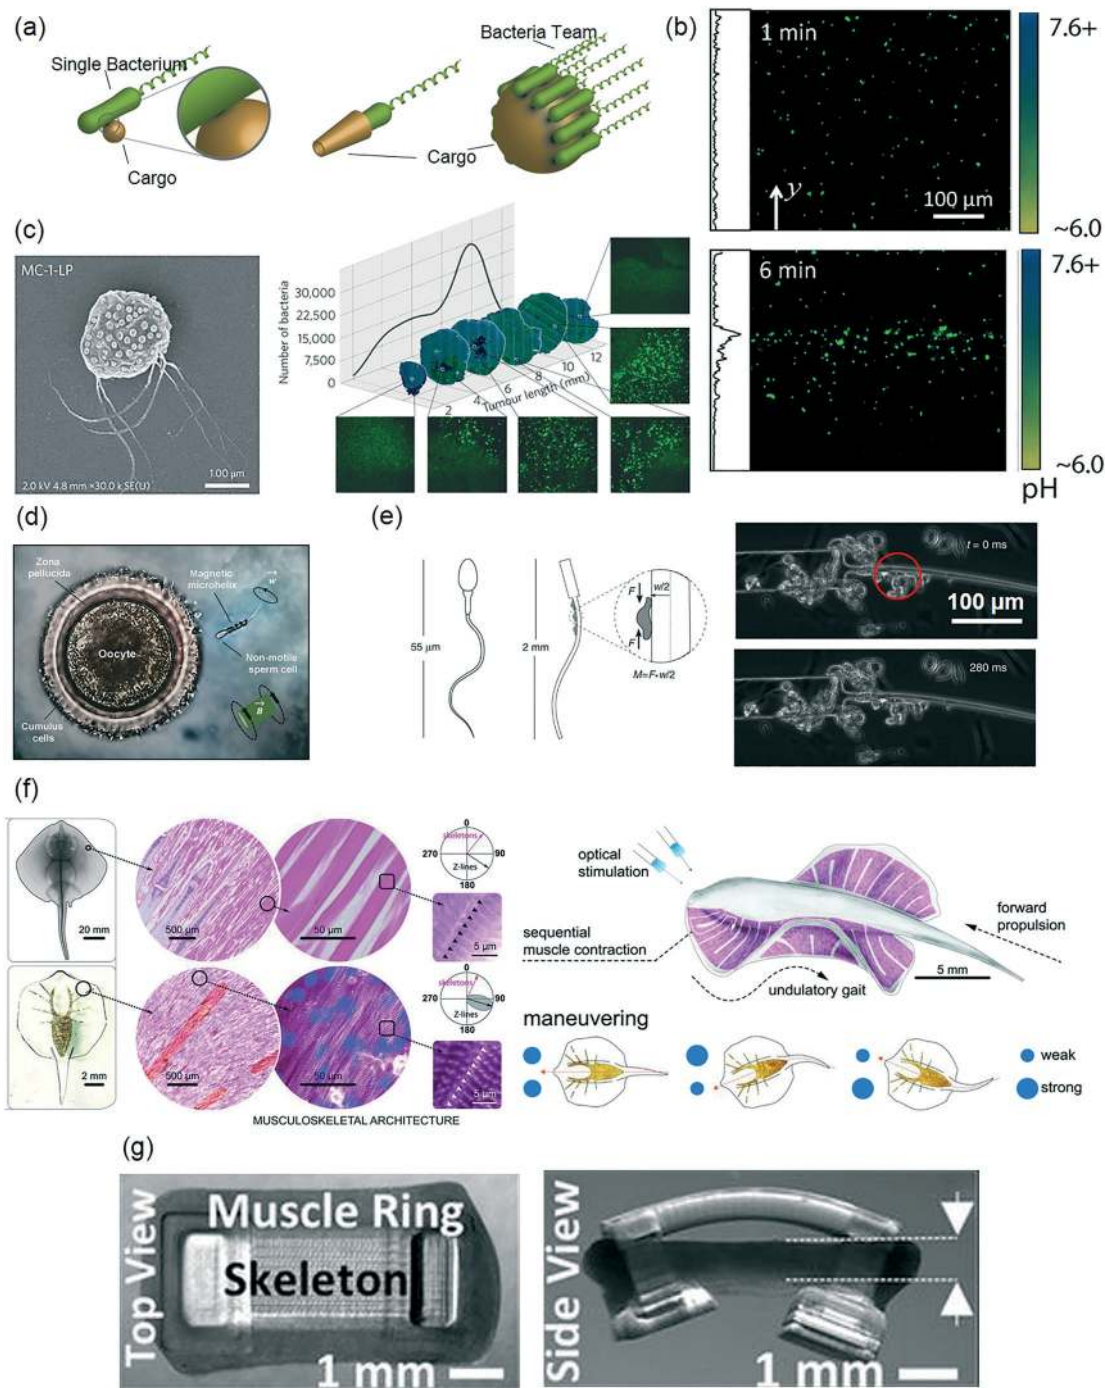 (a)
Single Bacterium
Cargo
Cargo
Bacteria Team
(b)
1 min
y
100 µm
7.6+
~6.0
6 min
7.6+
~6.0
pH
(c)
MC-1-LP
2.0 kV 4.8 mm ×30.0 k SE(U)
1.00 µm
Number of bacteria
30,000
22,500
15,000
7,500
0
2
4
6
8
10
12
Tumour length (mm)
(d)
Zona
pellucida
Magnetic
microhelix
w
Oocyte
Non-motile
sperm cell
B
Cumulus
cells
(e)
55 µm
2 mm
F
w/2
F
M=F·w/2
t = 0 ms
100 µm
280 ms
(f)
20 mm
500 µm
50 µm
0
skeletons
270
90
Z-lines
180
5 µm
2 mm
500 µm
50 µm
0
skeletons
270
90
Z-lines
180
5 µm
MUSCULOSKELETAL ARCHITECTURE
optical
stimulation
sequential
muscle contraction
undulatory gait
forward
propulsion
5 mm
maneuvering
weak
strong
(g)
Top View
Muscle Ring
Skeleton
1 mm
Side View
1 mm